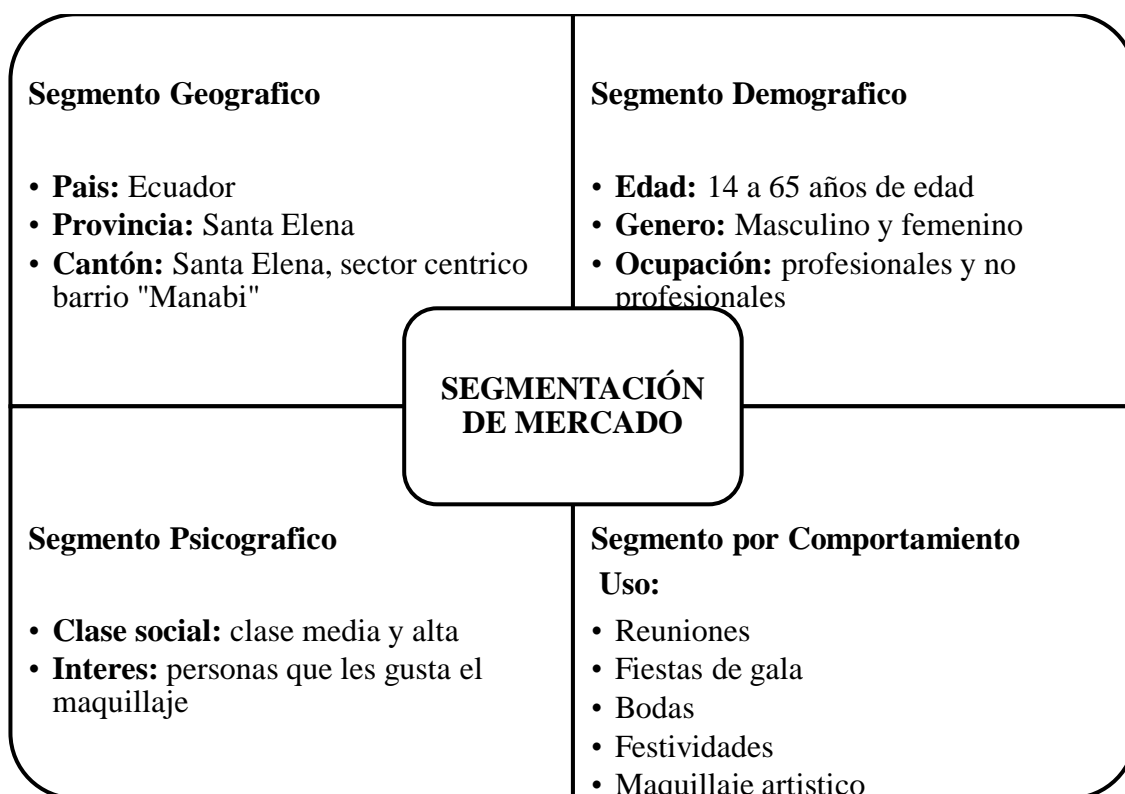 Segmento Geografico
• Pais: Ecuador
• Provincia: Santa Elena
• Cantón: Santa Elena, sector centrico
barrio "Manabi"
Segmento Demografico
• Edad: 14 a 65 años de edad
• Genero: Masculino y femenino
• Ocupación: profesionales y no
profesionales
SEGMENTACIÓN
DE MERCADO
Segmento Psicografico
• Clase social: clase media y alta
• Interes: personas que les gusta el
maquillaje
Segmento por Comportamiento
Uso:
• Reuniones
• Fiestas de gala
• Bodas
• Festividades
• Maquillaje artistico